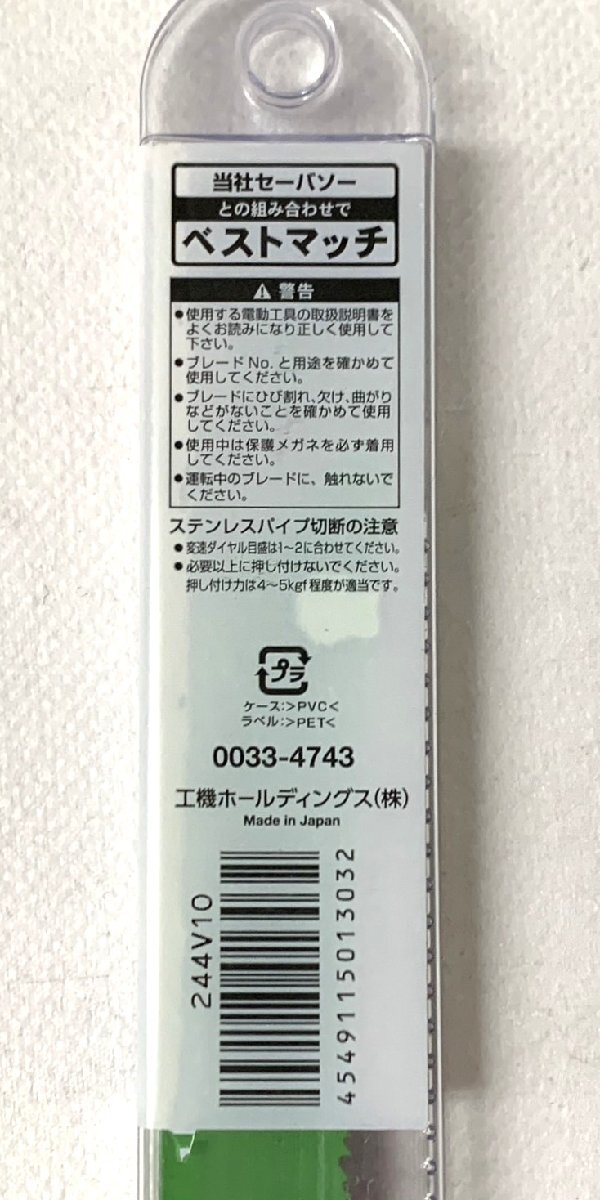 当社セーバソー
との組み合わせで
ベストマッチ
警告
●使用する電動工具の取扱説明書を
よくお読みになり正しく使用して
下さい。
●ブレードNo.と用途を確かめて
使用してください。
●ブレードにひび割れ、欠け、曲がり
などがないことを確かめて使用
してください。
●使用中は保護メガネを必ず着用
してください。
●運転中のブレードに、触れないで
ください。
ステンレスパイプ切断の注意
●変速ダイヤル目盛は1〜2に合わせてください。
●必要以上に押し付けないでください。
押し付け力は4〜5kgf程度が適当です。
プラ
ケース:>PVC<
ラベル:>PET<
0033-4743
工機ホールディングス(株)
Made in Japan
244V10
4549115013032